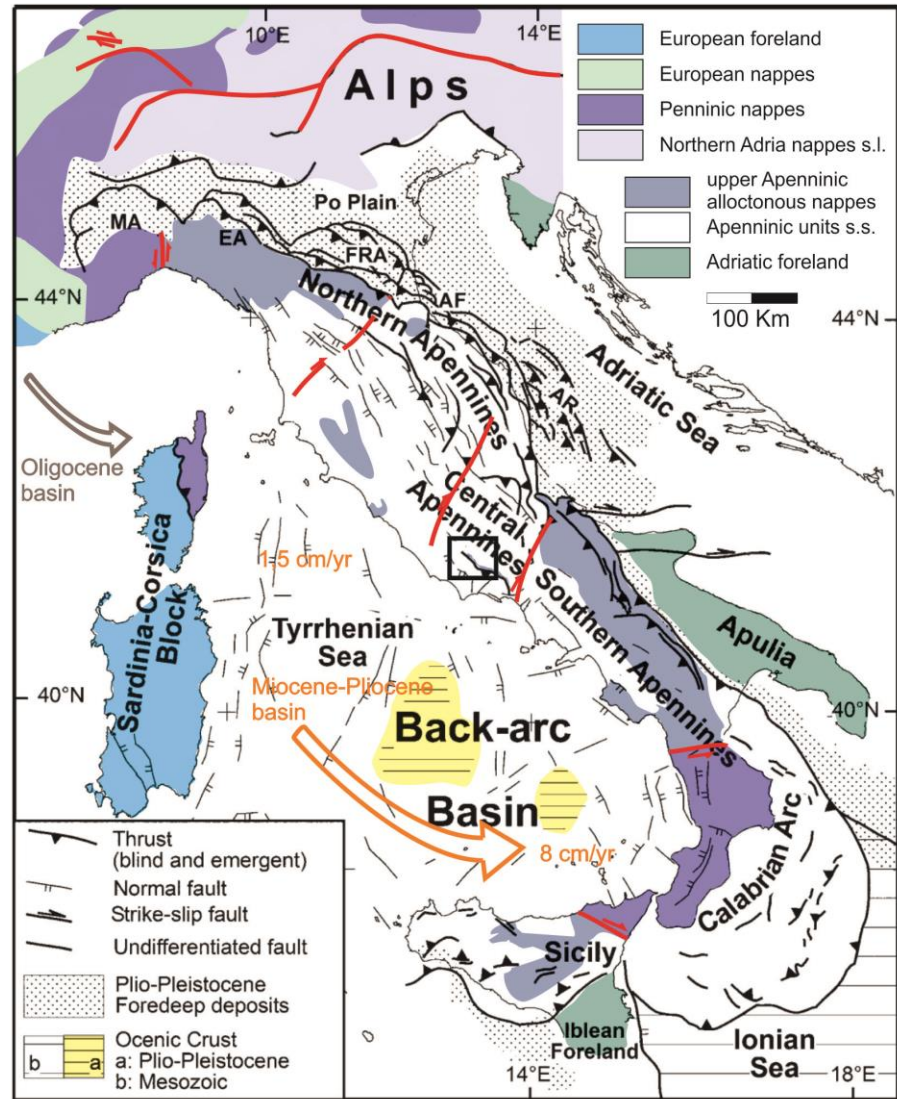 10°E
14°E
Alps
European foreland
European nappes
Penninic nappes
Northern Adria nappes s.l.
upper Apenninic
alloctonous nappes
Apenninic units s.s.
Adriatic foreland
100 Km
MA
EA
Po Plain
FRA
AF
44°N
44°N
Northern Apennines
Adriatic Sea
AR
Oligocene
basin
Central
Apennines
Sardinia-Corsica
Block
1-5 cm/yr
Tyrrhenian
Sea
Southern Apennines
Apulia
40°N
40°N
Miocene-Pliocene
basin
Back-arc
Basin
8 cm/yr
Calabrian Arc
Sicily
Iblean
Foreland
Ionian
Sea
14°E
18°E
Thrust
(blind and emergent)
Normal fault
Strike-slip fault
Undifferentiated fault
Plio-Pleistocene
Foredeep deposits
b
a
Ocenic Crust
a: Plio-Pleistocene
b: Mesozoic